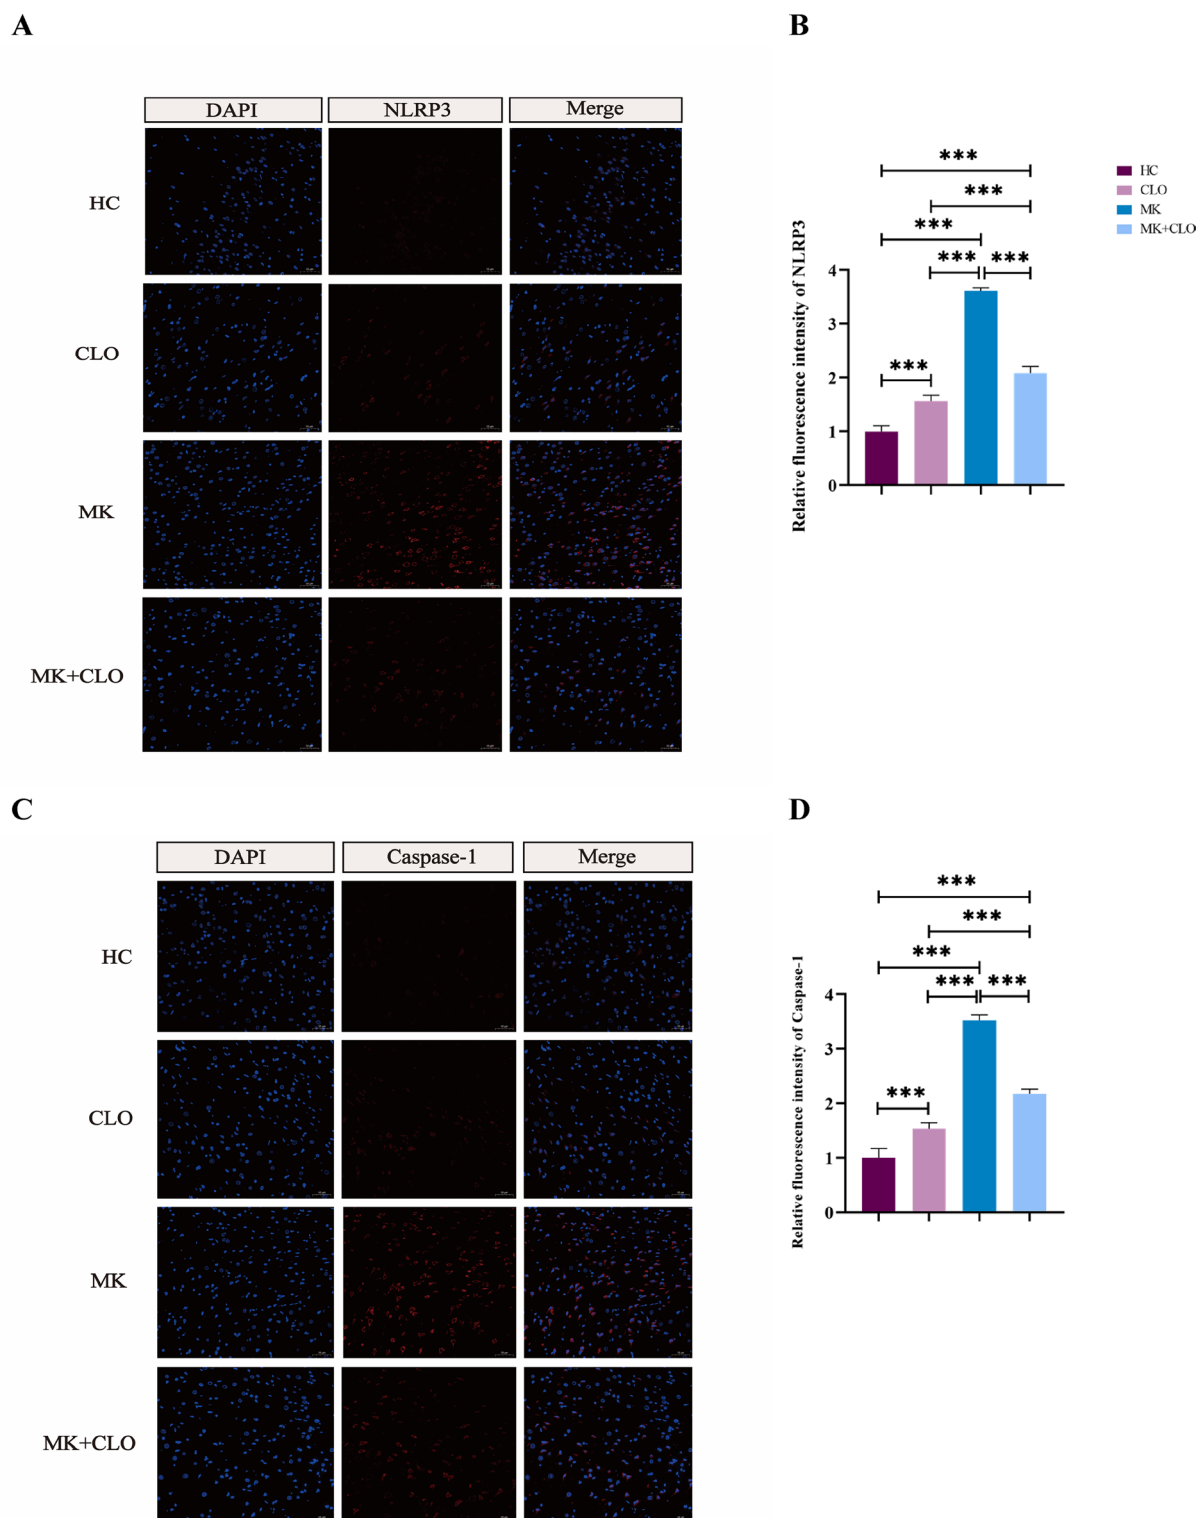 A
B
DAPI
NLRP3
Merge
HC
CLO
MK
MK+CLO
***
***
***
*** ***
***
Relative fluorescence intensity of NLRP3
4
3
2
1
0
HC
CLO
MK
MK+CLO
C
D
DAPI
Caspase-1
Merge
HC
CLO
MK
MK+CLO
***
***
***
*** ***
***
Relative fluorescence intensity of Caspase-1
4
3
2
1
0